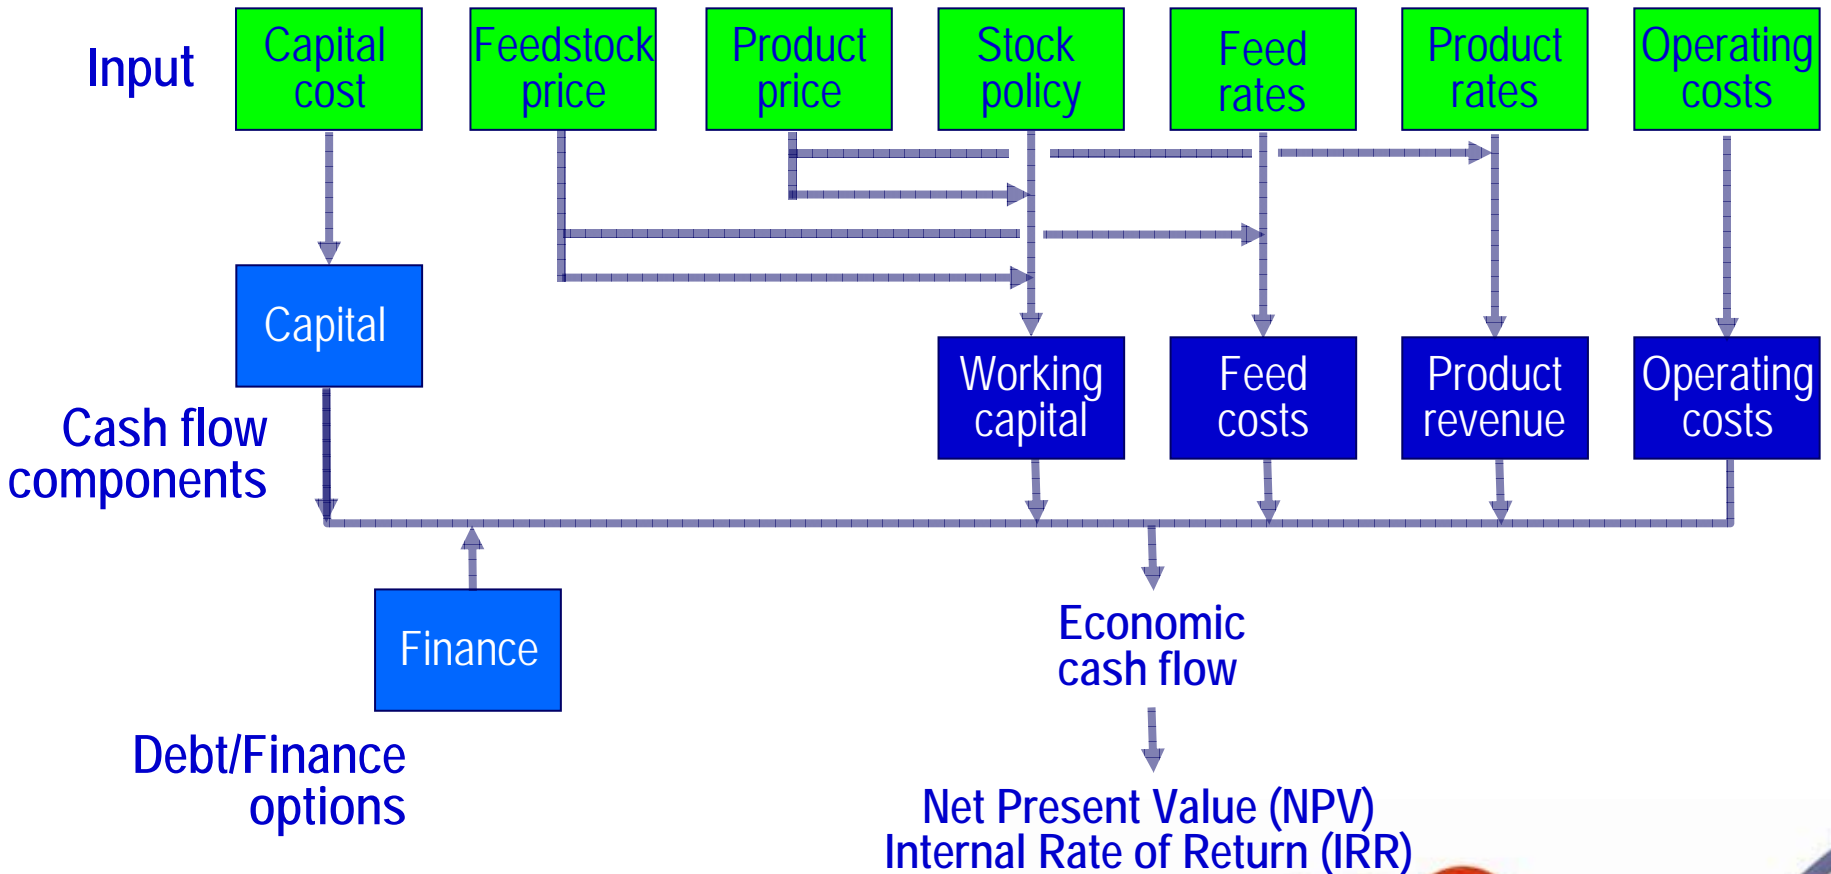 Input
Capital
cost
Feedstock
price
Product
price
Stock
policy
Feed
rates
Product
rates
Operating
costs
Capital
Working
capital
Feed
costs
Product
revenue
Operating
costs
Cash flow
components
Finance
Economic
cash flow
Debt/Finance
options
Net Present Value (NPV)
Internal Rate of Return (IRR)